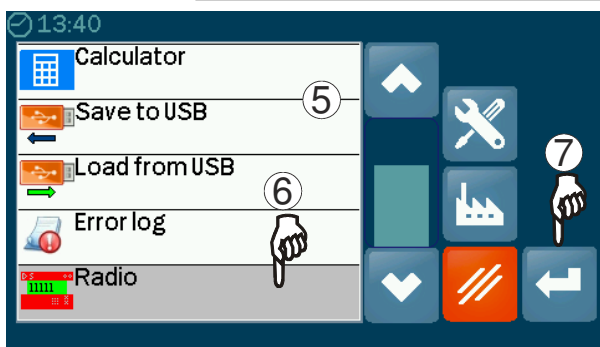 13:40
Calculator
5
Save to USB
7
Load from USB
6
Error log
Radio
11111